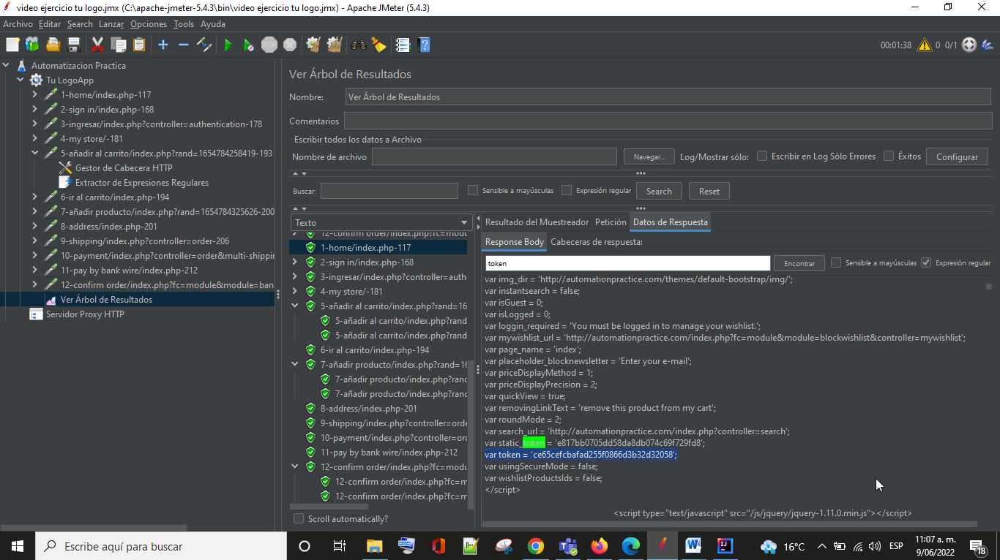 video ejercicio tu logo.jmx (C:\apache-jmeter-5.4.3\bin\video ejercicio tu logo.jmx) - Apache JMeter (5.4.3)
Archivo Editar Search Lanzar Opciones Tools Ayuda
00:01:38 0 0/1
Automatizacion Practica
Tu LogoApp
1-home/index.php-117
2-sign in/index.php-168
3-ingresar/index.php?controller=authentication-178
4-my store/-181
5-añadir al carrito/index.php?rand=1654784258419-193
Gestor de Cabecera HTTP
Extractor de Expresiones Regulares
6-ir al carrito/index.php-194
7-añadir producto/index.php?rand=1654784325626-200
8-address/index.php-201
9-shipping/index.php?controller=order-206
10-payment/index.php?controller=order&multi-shippin
11-pay by bank wire/index.php-212
12-confirm order/index.php?fc=module&module=ban
Ver Árbol de Resultados
Servidor Proxy HTTP
Ver Árbol de Resultados
Nombre: Ver Árbol de Resultados
Comentarios
Escribir todos los datos a Archivo
Nombre de archivo Navegar... Log/Mostrar sólo: Escribir en Log Sólo Errores Éxitos Configurar
Buscar: Sensible a mayúsculas Expresión regular Search Reset
Texto
12-confirm order/index.php?fc=modu
1-home/index.php-117
2-sign in/index.php-168
3-ingresar/index.php?controller=auth
4-my store/-181
5-añadir al carrito/index.php?rand=16
5-añadir al carrito/index.php?rand
5-añadir al carrito/index.php?rand
6-ir al carrito/index.php-194
7-añadir producto/index.php?rand=16
7-añadir producto/index.php?ranc
7-añadir producto/index.php?ranc
8-address/index.php-201
9-shipping/index.php?controller=orde
10-payment/index.php?controller=or
11-pay by bank wire/index.php-212
12-confirm order/index.php?fc=modu
12-confirm order/index.php?fc=m
12-confirm order/index.php?fc=m
Scroll automatically?
Resultado del Muestreador Petición Datos de Respuesta
Response Body Cabeceras de respuesta:
token Encontrar Sensible a mayúsculas Expresión regular
var img_dir = 'http://automationpractice.com/themes/default-bootstrap/img/';
var instantsearch = false;
var isGuest = 0;
var isLogged = 0;
var loggin_required = 'You must be logged in to manage your wishlist.';
var mywishlist_url = 'http://automationpractice.com/index.php?fc=module&module=blockwishlist&controller=mywishlist';
var page_name = 'index';
var placeholder_blocknewsletter = 'Enter your e-mail';
var priceDisplayMethod = 1;
var priceDisplayPrecision = 2;
var quickView = true;
var removingLinkText = 'remove this product from my cart';
var roundMode = 2;
var search_url = 'http://automationpractice.com/index.php?controller=search';
var static_token = 'e817bb0705dd58da8db074c69f729fd8';
var token = 'ce65cefcbafad255f0866d3b32d32058';
var usingSecureMode = false;
var wishlistProductsIds = false;
</script>
<script type="text/javascript" src="/js/jquery/jquery-1.11.0.min.js"></script>
Escribe aquí para buscar
16°C ESP 11:07 a. m.
9/06/2022
18